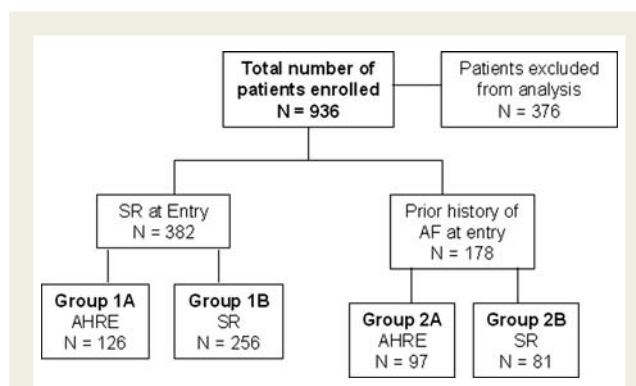 Total number of
patients enrolled
N = 936
Patients excluded
from analysis
N = 376
SR at Entry
N = 382
Prior history of
AF at entry
N = 178
Group 1A
AHRE
N = 126
Group 1B
SR
N = 256
Group 2A
AHRE
N = 97
Group 2B
SR
N = 81